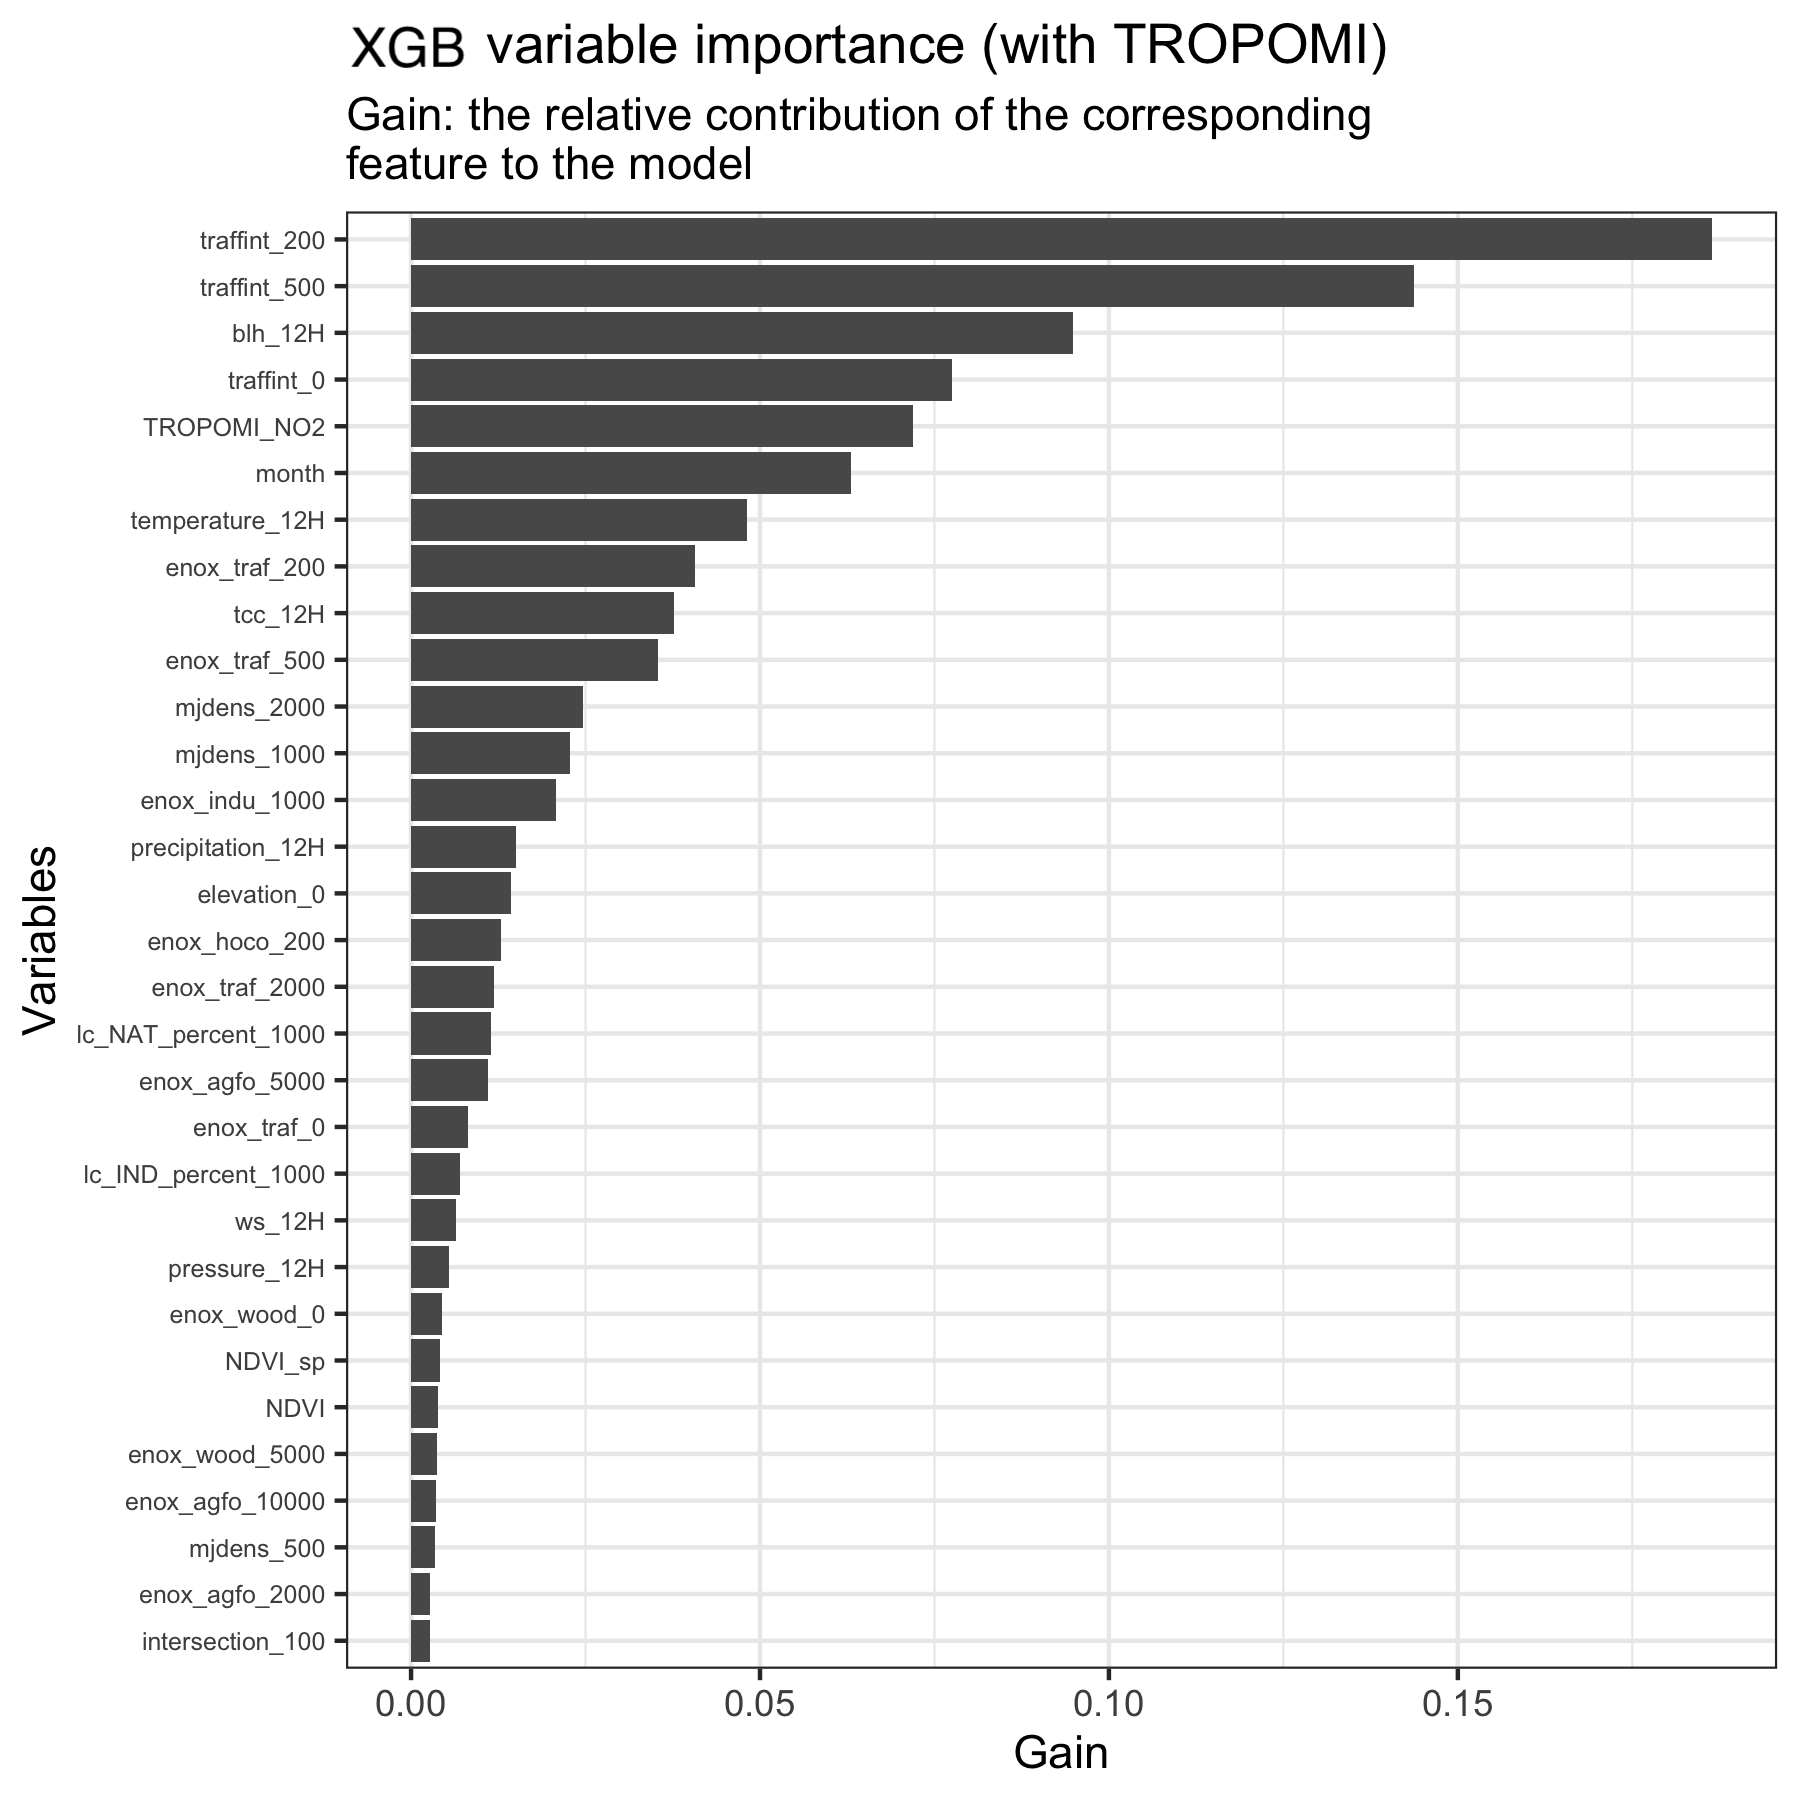 XGB variable importance (with TROPOMI)
Gain: the relative contribution of the corresponding
feature to the model
traffint_200
traffint_500
blh_12H
traffint_0
TROPOMI_NO2
month
temperature_12H
enox_traf_200
tcc_12H
enox_traf_500
mjdens_2000
mjdens_1000
enox_indu_1000
precipitation_12H
elevation_0
enox_hoco_200
enox_traf_2000
lc_NAT_percent_1000
enox_agfo_5000
enox_traf_0
lc_IND_percent_1000
ws_12H
pressure_12H
enox_wood_0
NDVI_sp
NDVI
enox_wood_5000
enox_agfo_10000
mjdens_500
enox_agfo_2000
intersection_100
Variables
0.00 0.05 0.10 0.15
Gain